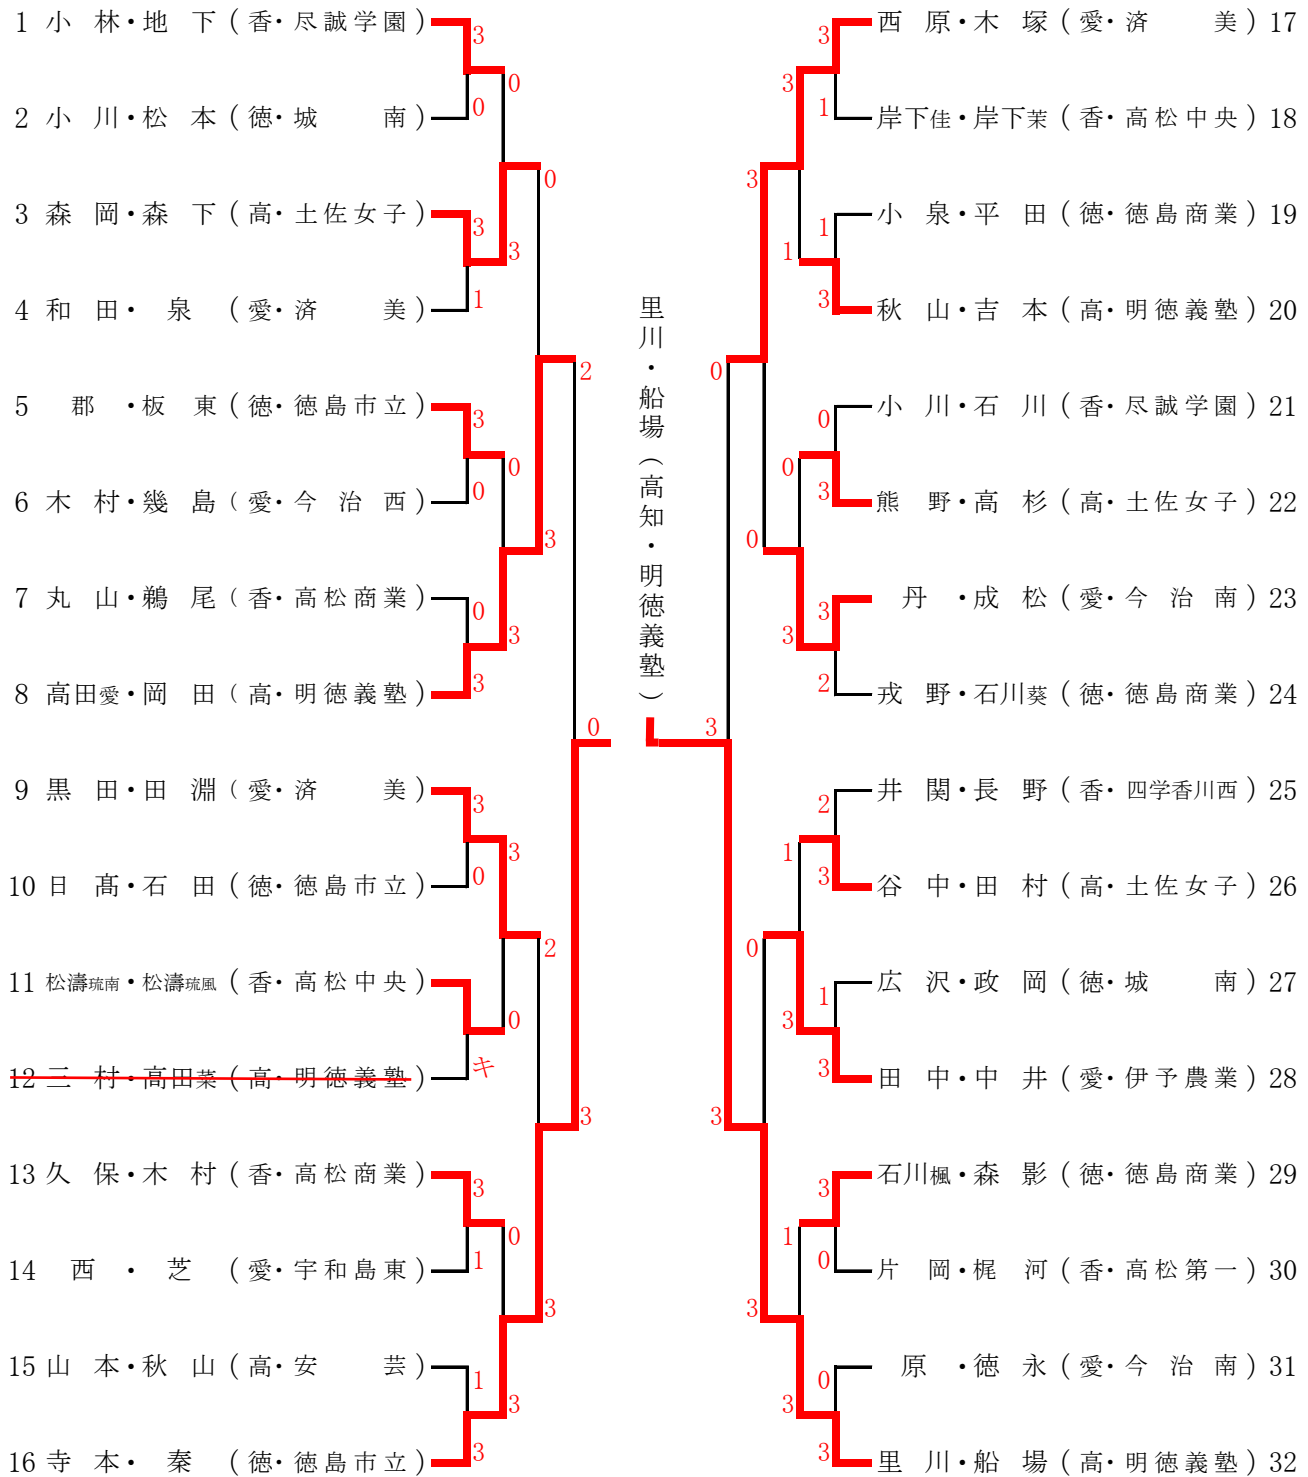 1 小林・地下(香・尽誠学園)
3
0
0
2 小川・松本(徳・城南)
0
3 森岡・森下(高・土佐女子)
3
3
1
4 和田・泉(愛・済美)
2
5 郡・板東(徳・徳島市立)
3
0
0
6 木村・幾島(愛・今治西)
3
7 丸山・鵜尾(香・高松商業)
0
3
3
8 高田愛・岡田(高・明徳義塾)
0
9 黒田・田淵(愛・済美)
3
3
0
10 日髙・石田(徳・徳島市立)
2
11 松濤琉南・松濤琉風(香・高松中央)
0
キ
12 三村・高田菜(高・明徳義塾)
3
13 久保・木村(香・高松商業)
3
0
1
14 西・芝(愛・宇和島東)
3
15 山本・秋山(高・安芸)
1
3
3
16 寺本・秦(徳・徳島市立)
里川・船場(高知・明徳義塾)
西原・木塚(愛・済美)17
3
3
1
岸下佳・岸下茉(香・高松中央)18
3
小泉・平田(徳・徳島商業)19
1
1
3
秋山・吉本(高・明徳義塾)20
0
小川・石川(香・尽誠学園)21
0
0
3
熊野・高杉(高・土佐女子)22
0
丹・成松(愛・今治南)23
3
3
2
戎野・石川葵(徳・徳島商業)24
3
井関・長野(香・四学香川西)25
2
1
3
谷中・田村(高・土佐女子)26
0
広沢・政岡(徳・城南)27
1
3
3
田中・中井(愛・伊予農業)28
3
石川楓・森影(徳・徳島商業)29
3
1
0
片岡・梶河(香・高松第一)30
3
原・徳永(愛・今治南)31
0
3
3
里川・船場(高・明徳義塾)32